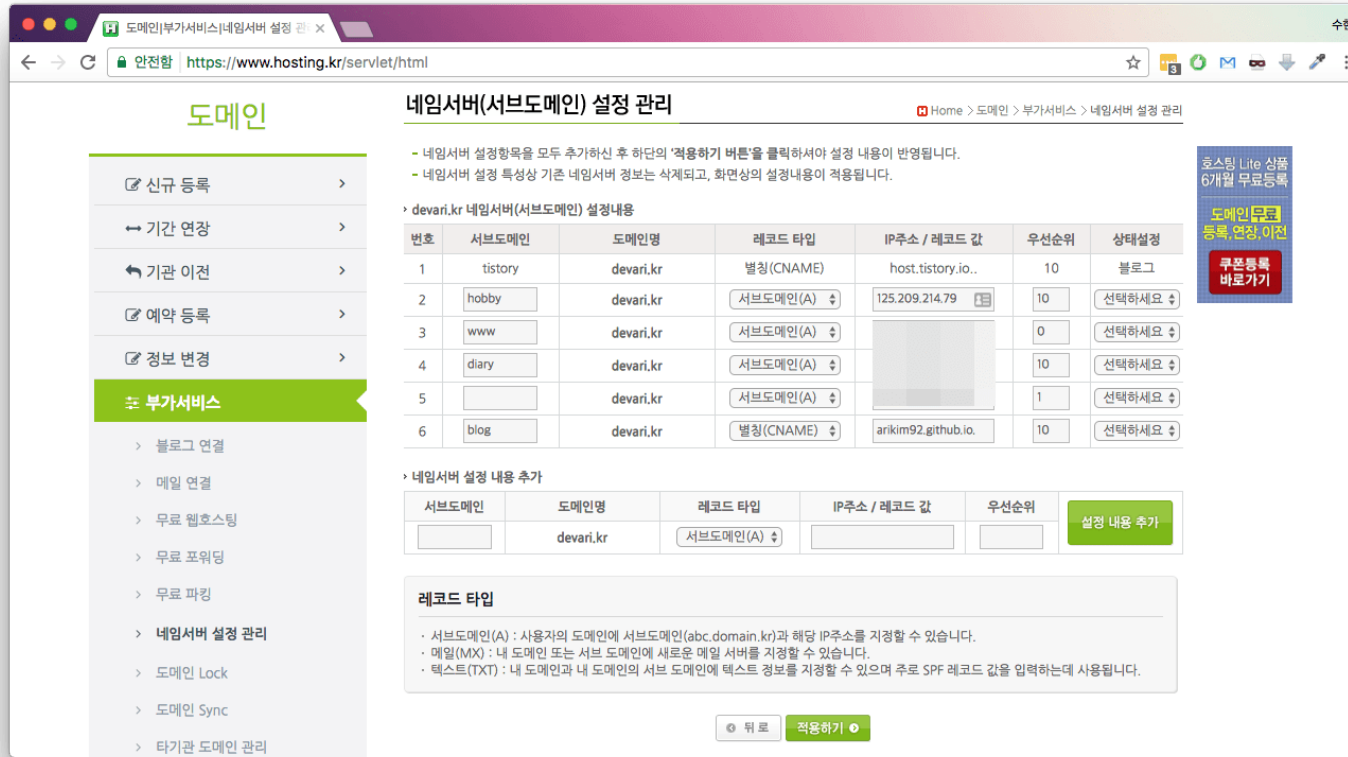 도메인|부가서비스|네임서버 설정 관
안전함 https://www.hosting.kr/servlet/html
3
도메인
신규 등록
기간 연장
기관 이전
예약 등록
정보 변경
부가서비스
블로그 연결
메일 연결
무료 웹호스팅
무료 포워딩
무료 파킹
네임서버 설정 관리
도메인 Lock
도메인 Sync
타기관 도메인 관리
네임서버(서브도메인) 설정 관리
Home > 도메인 > 부가서비스 > 네임서버 설정 관리
- 네임서버 설정항목을 모두 추가하신 후 하단의 '적용하기 버튼'을 클릭하셔야 설정 내용이 반영됩니다.
- 네임서버 설정 특성상 기존 네임서버 정보는 삭제되고, 화면상의 설정내용이 적용됩니다.
devari.kr 네임서버(서브도메인) 설정내용
번호 서브도메인 도메인명 레코드 타입 IP주소 / 레코드 값 우선순위 상태설정
1 tistory devari.kr 별칭(CNAME) host.tistory.io.. 10 블로그
2 hobby devari.kr 서브도메인(A) 125.209.214.79 10 선택하세요
3 www devari.kr 서브도메인(A) 0 선택하세요
4 diary devari.kr 서브도메인(A) 10 선택하세요
5 devari.kr 서브도메인(A) 1 선택하세요
6 blog devari.kr 별칭(CNAME) arikim92.github.io. 10 선택하세요
네임서버 설정 내용 추가
서브도메인 도메인명 레코드 타입 IP주소 / 레코드 값 우선순위
devari.kr 서브도메인(A)
설정 내용 추가
레코드 타입
· 서브도메인(A) : 사용자의 도메인에 서브도메인(abc.domain.kr)과 해당 IP주소를 지정할 수 있습니다.
· 메일(MX) : 내 도메인 또는 서브 도메인에 새로운 메일 서버를 지정할 수 있습니다.
· 텍스트(TXT) : 내 도메인과 내 도메인의 서브 도메인에 텍스트 정보를 지정할 수 있으며 주로 SPF 레코드 값을 입력하는데 사용됩니다.
뒤로 적용하기
호스팅 Lite 상품
6개월 무료등록
도메인 무료
등록,연장,이전
쿠폰등록
바로가기